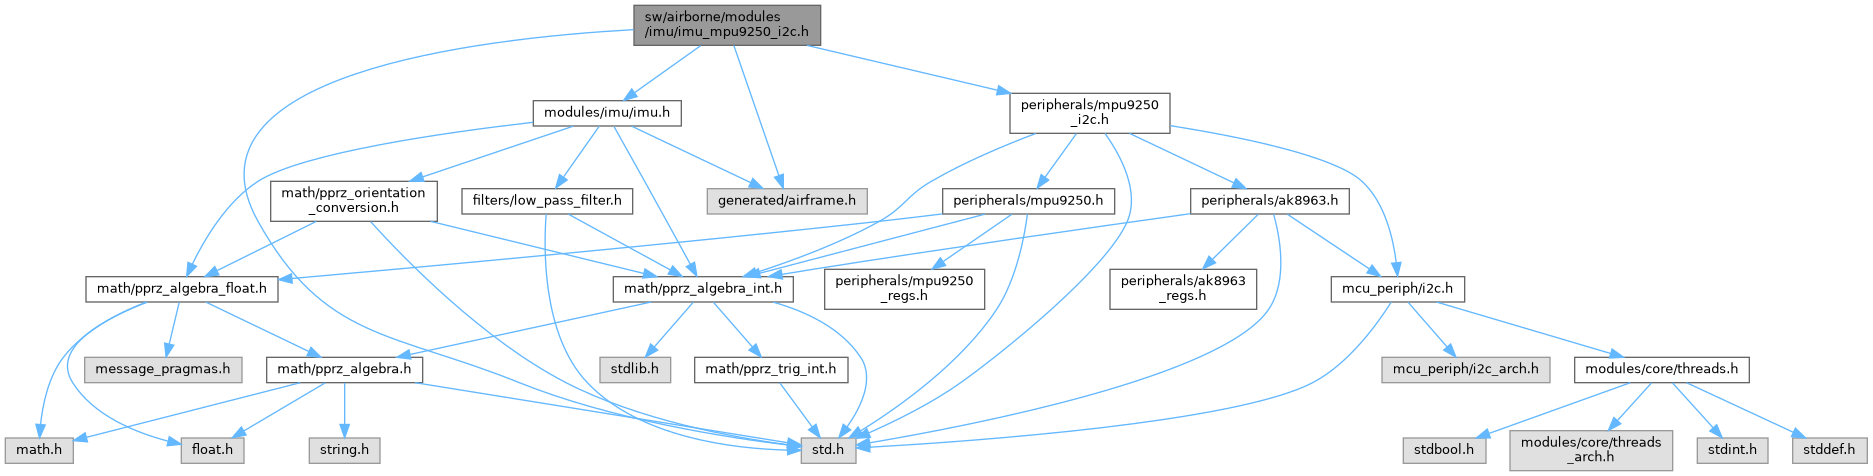 sw/airborne/modules
/imu/imu_mpu9250_i2c.h
modules/imu/imu.h
peripherals/mpu9250
_i2c.h
math/pprz_orientation
_conversion.h
filters/low_pass_filter.h
generated/airframe.h
peripherals/mpu9250.h
peripherals/ak8963.h
math/pprz_algebra_float.h
math/pprz_algebra_int.h
peripherals/mpu9250
_regs.h
peripherals/ak8963
_regs.h
mcu_periph/i2c.h
message_pragmas.h
math/pprz_algebra.h
stdlib.h
math/pprz_trig_int.h
mcu_periph/i2c_arch.h
modules/core/threads.h
math.h
float.h
string.h
std.h
stdbool.h
modules/core/threads
_arch.h
stdint.h
stddef.h